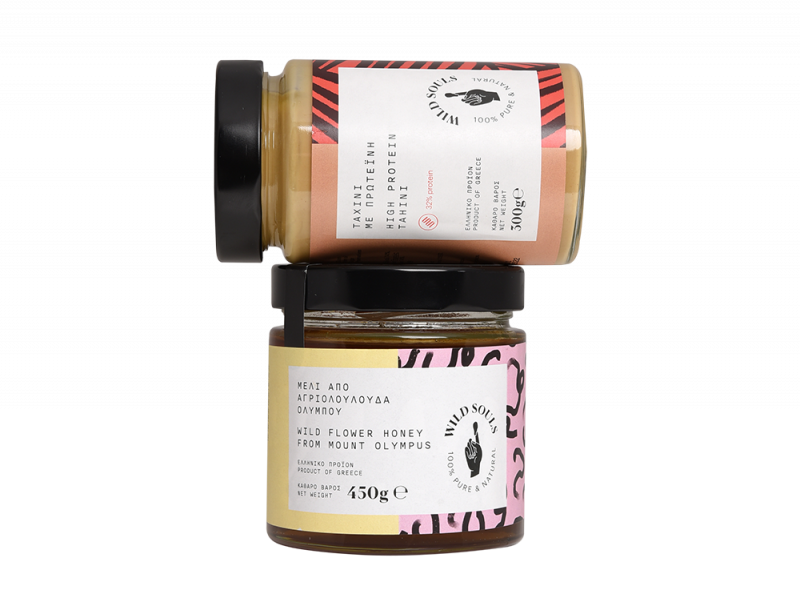 WILD SOULS
100% PURE & NATURAL
ΤΑΧΙΝΙ
ΜΕ ΠΡΩΤΕΪΝΗ
HIGH PROTEIN
TAHINI
32% protein
ΕΛΛΗΝΙΚΟ ΠΡΟΪΟΝ
PRODUCT OF GREECE
ΚΑΘΑΡΟ ΒΑΡΟΣ
NET WEIGHT
300g℮
ΜΕΛΙ ΑΠΟ
ΑΓΡΙΟΛΟΥΛΟΥΔΑ
ΟΛΥΜΠΟΥ
WILD FLOWER HONEY
FROM MOUNT OLYMPUS
ΕΛΛΗΝΙΚΟ ΠΡΟΪΟΝ
PRODUCT OF GREECE
ΚΑΘΑΡΟ ΒΑΡΟΣ
NET WEIGHT
450g ℮
WILD SOULS
100% PURE & NATURAL